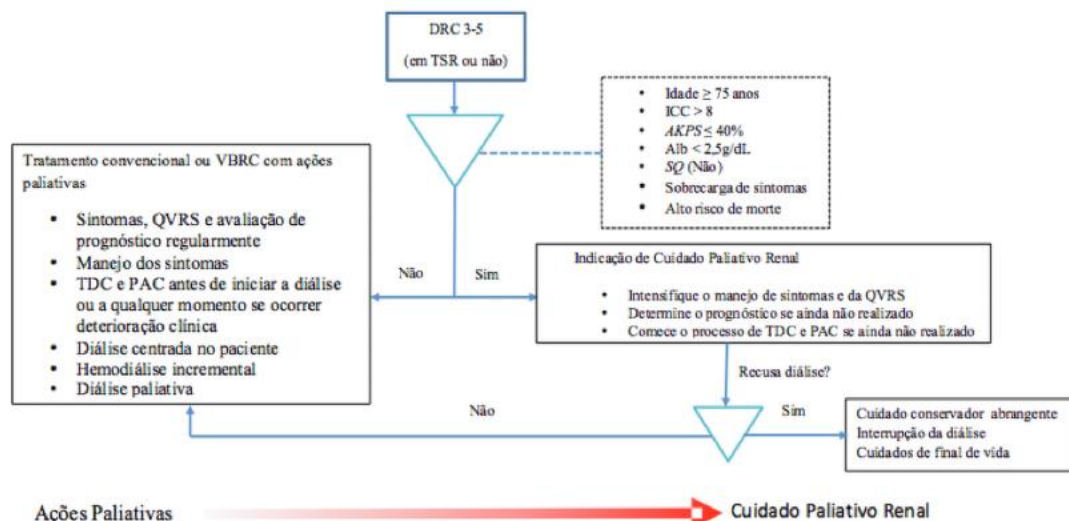 DRC 3-5
(em TSR ou não)
• Idade ≥ 75 anos
• ICC > 8
• AKPS ≤ 40%
• Alb < 2,5g/dL
• SQ (Não)
• Sobrecarga de sintomas
• Alto risco de morte
Tratamento convencional ou VBRC com ações
paliativas
• Sintomas, QVRS e avaliação de
prognóstico regularmente
• Manejo dos sintomas
• TDC e PAC antes de iniciar a diálise
ou a qualquer momento se ocorrer
deterioração clínica
• Diálise centrada no paciente
• Hemodiálise incremental
• Diálise paliativa
Não
Sim
Indicação de Cuidado Paliativo Renal
• Intensifique o manejo de sintomas e da QVRS
• Determine o prognóstico se ainda não realizado
• Comece o processo de TDC e PAC se ainda não realizado
Recusa diálise?
Não
Sim
Cuidado conservador abrangente
Interrupção da diálise
Cuidados de final de vida
Ações Paliativas
Cuidado Paliativo Renal